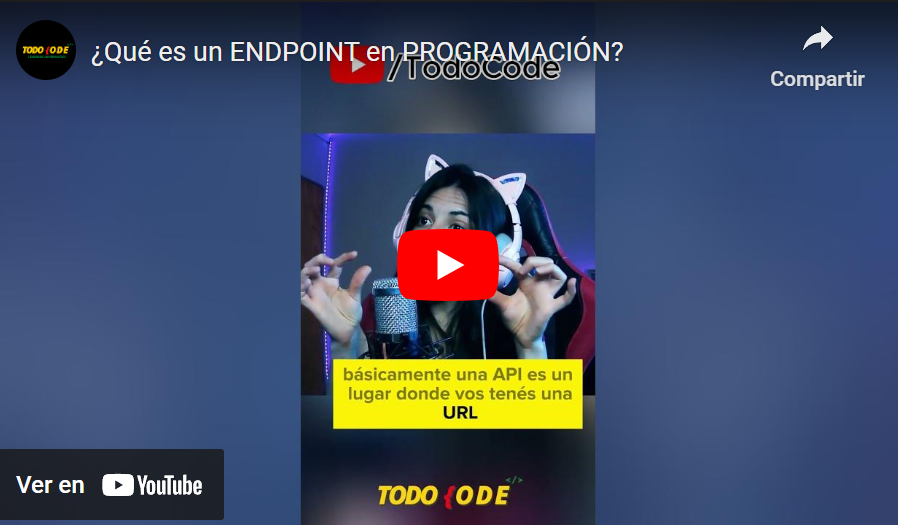 TODO CODE
¿Qué es un ENDPOINT en PROGRAMACIÓN?
/TodoCode
Compartir
básicamente una API es un
lugar donde vos tenés una
URL
Ver en YouTube
TODO {ODE </>